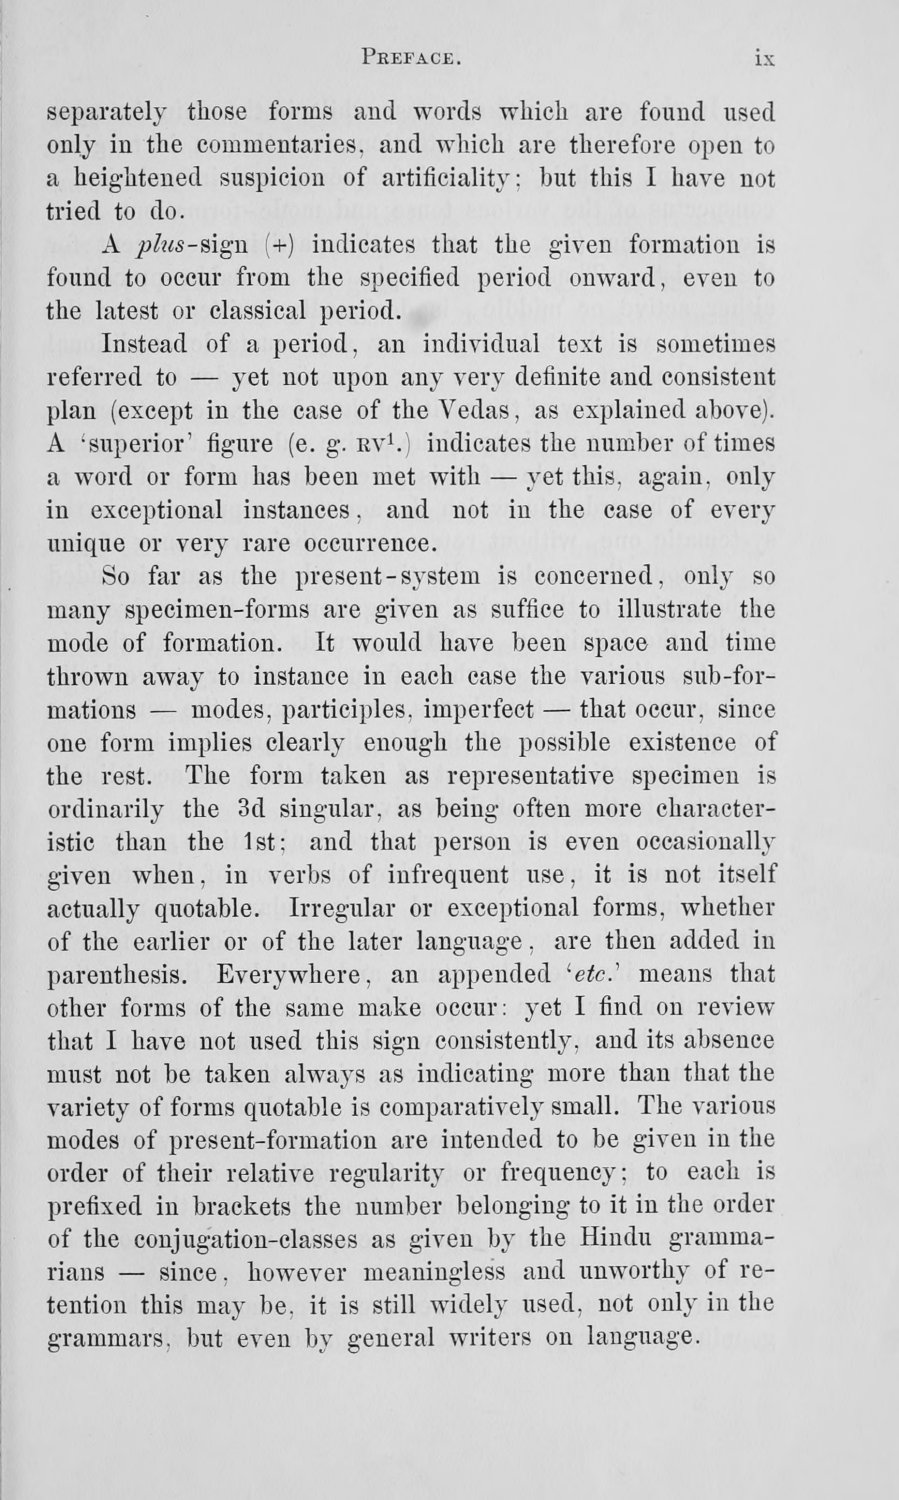 PREFACE. ix
separately those forms and words which are found used
only in the commentaries, and which are therefore open to
a heightened suspicion of artificiality; but this I have not
tried to do.
A plus-sign (+) indicates that the given formation is
found to occur from the specified period onward, even to
the latest or classical period.
Instead of a period, an individual text is sometimes
referred to — yet not upon any very definite and consistent
plan (except in the case of the Vedas, as explained above).
A ‘superior’ figure (e. g. RV¹.) indicates the number of times
a word or form has been met with — yet this, again, only
in exceptional instances, and not in the case of every
unique or very rare occurrence.
So far as the present-system is concerned, only so
many specimen-forms are given as suffice to illustrate the
mode of formation. It would have been space and time
thrown away to instance in each case the various sub-for-
mations — modes, participles, imperfect — that occur, since
one form implies clearly enough the possible existence of
the rest. The form taken as representative specimen is
ordinarily the 3d singular, as being often more character-
istic than the 1st; and that person is even occasionally
given when, in verbs of infrequent use, it is not itself
actually quotable. Irregular or exceptional forms, whether
of the earlier or of the later language, are then added in
parenthesis. Everywhere, an appended ‘etc.’ means that
other forms of the same make occur: yet I find on review
that I have not used this sign consistently, and its absence
must not be taken always as indicating more than that the
variety of forms quotable is comparatively small. The various
modes of present-formation are intended to be given in the
order of their relative regularity or frequency; to each is
prefixed in brackets the number belonging to it in the order
of the conjugation-classes as given by the Hindu gramma-
rians — since, however meaningless and unworthy of re-
tention this may be, it is still widely used, not only in the
grammars, but even by general writers on language.